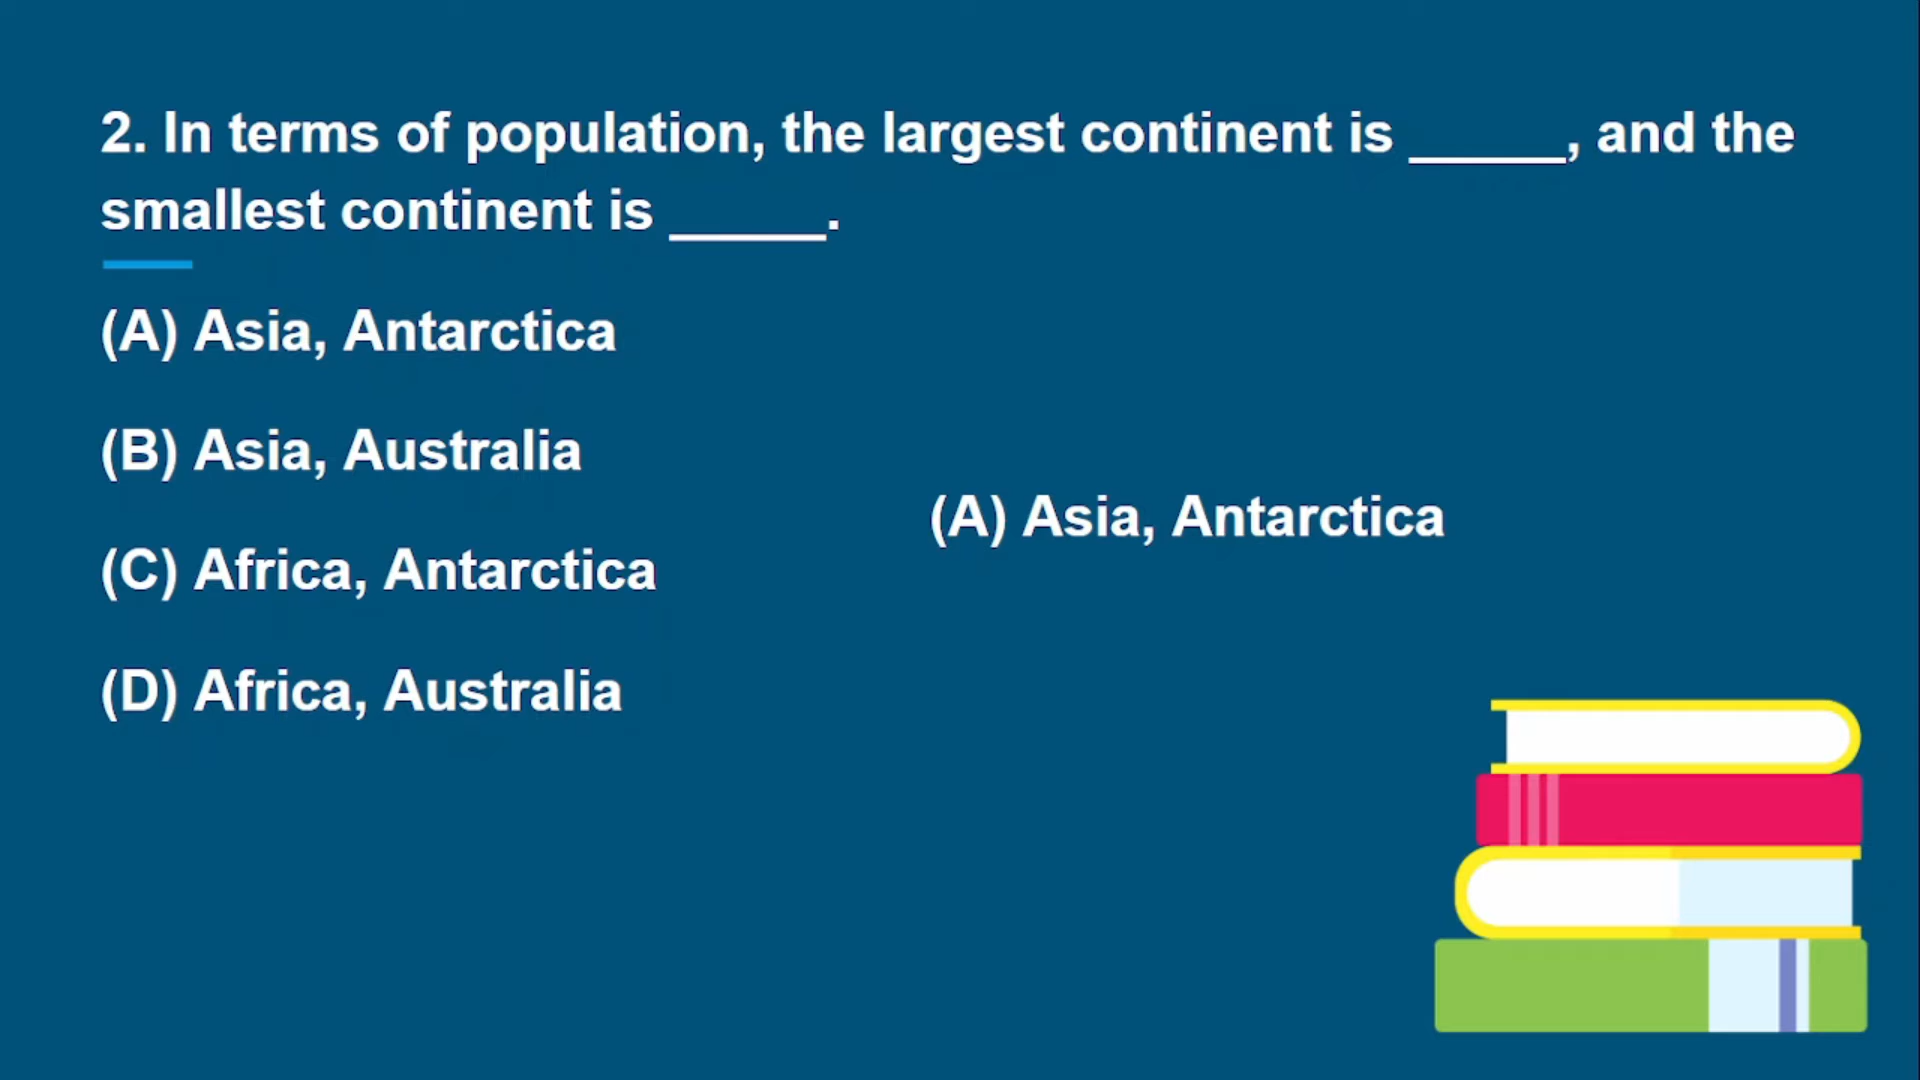 2. In terms of population, the largest continent is _____, and the
smallest continent is _____.
(A) Asia, Antarctica
(B) Asia, Australia
(C) Africa, Antarctica
(D) Africa, Australia
(A) Asia, Antarctica